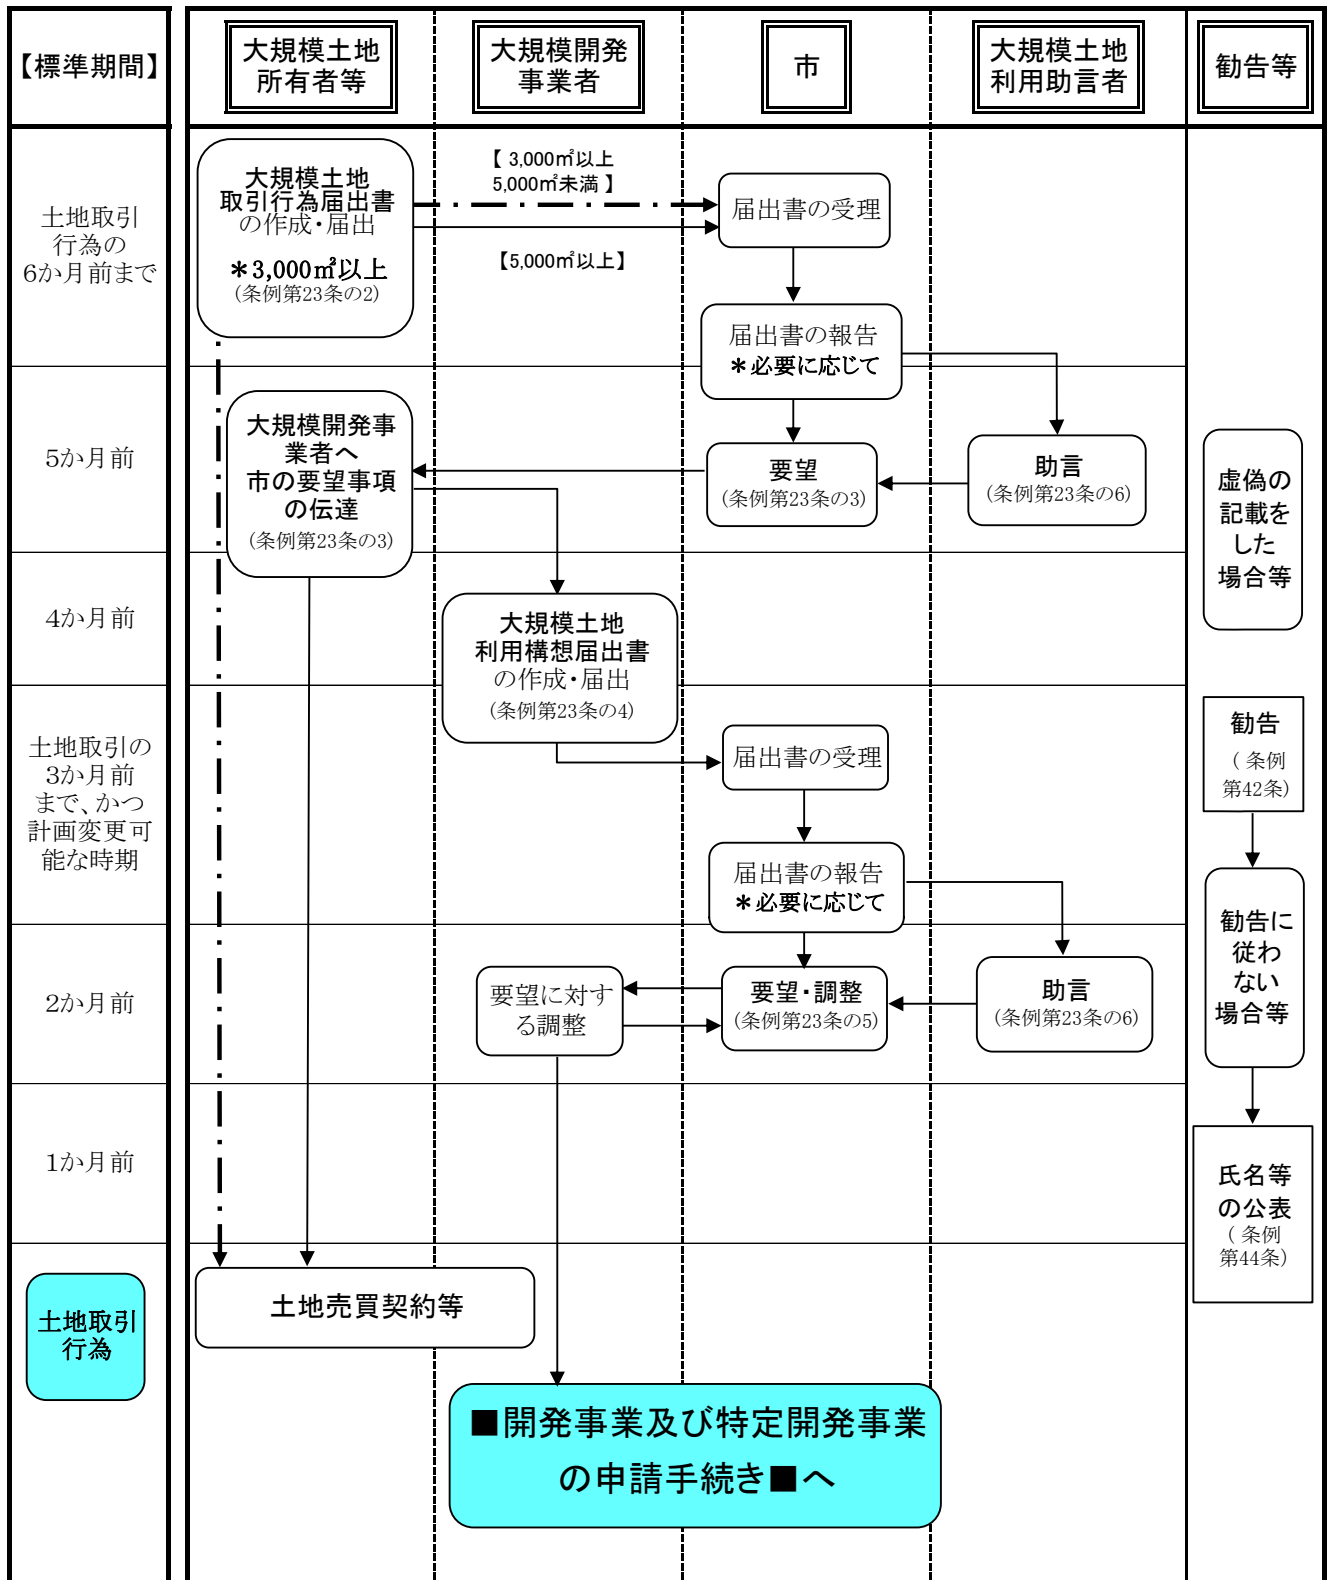 【標準期間】
大規模土地
所有者等
大規模開発
事業者
市
大規模土地
利用助言者
勧告等
土地取引
行為の
6か月前まで
大規模土地
取引行為届出書
の作成・届出
＊3,000㎡以上
(条例第23条の2)
【 3,000㎡以上
5,000㎡未満 】
【5,000㎡以上】
届出書の受理
届出書の報告
＊必要に応じて
5か月前
大規模開発事
業者へ
市の要望事項
の伝達
(条例第23条の3)
要望
(条例第23条の3)
助言
(条例第23条の6)
虚偽の
記載を
した
場合等
4か月前
大規模土地
利用構想届出書
の作成・届出
(条例第23条の4)
土地取引の
3か月前
まで、かつ
計画変更可
能な時期
届出書の受理
届出書の報告
＊必要に応じて
勧告
( 条例
第42条)
2か月前
要望に対す
る調整
要望・調整
(条例第23条の5)
助言
(条例第23条の6)
勧告に
従わ
ない
場合等
1か月前
氏名等
の公表
( 条例
第44条)
土地取引
行為
土地売買契約等
■開発事業及び特定開発事業
の申請手続き■へ